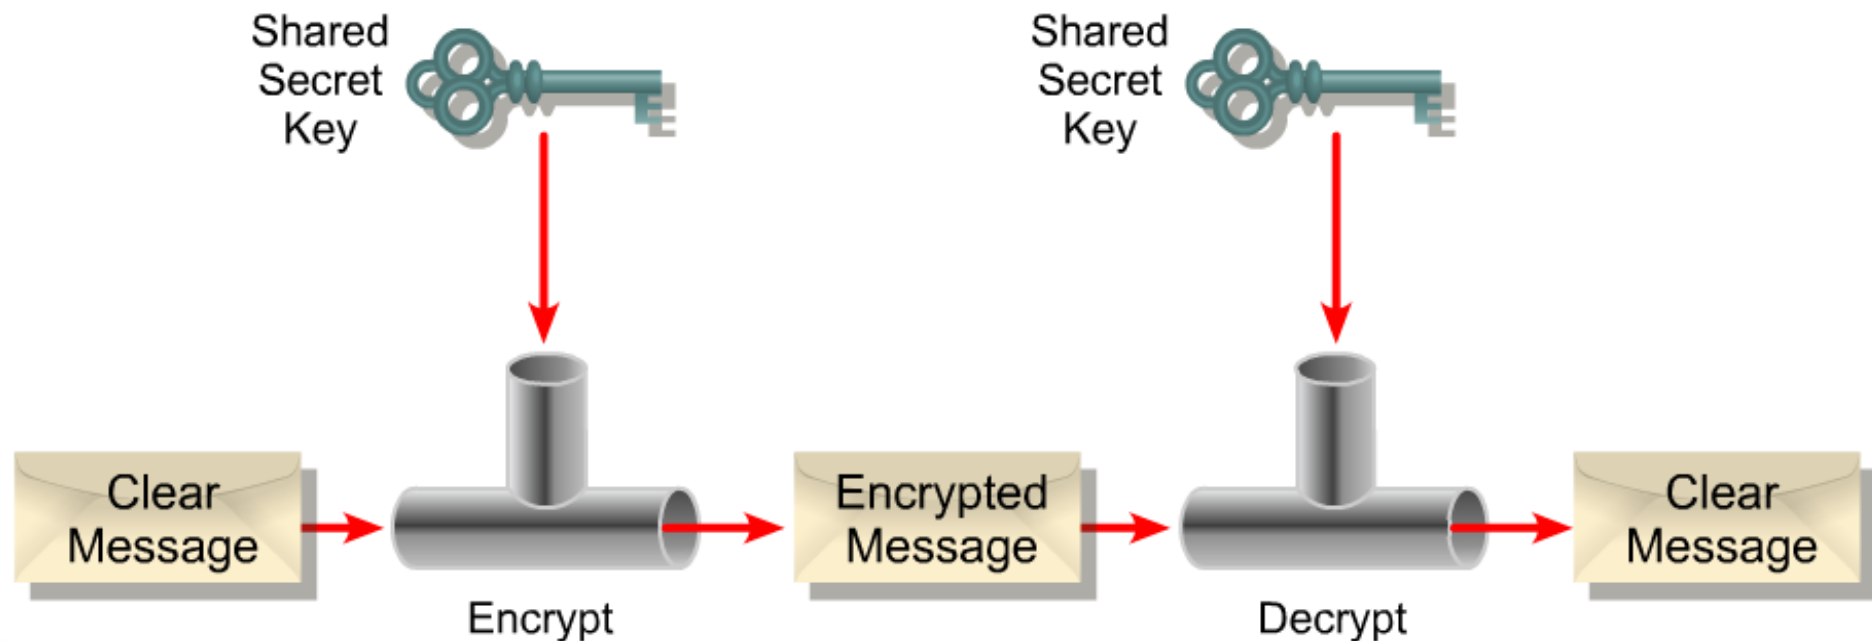 Shared
Secret
Key
Shared
Secret
Key
Clear
Message
Encrypted
Message
Clear
Message
Encrypt
Decrypt